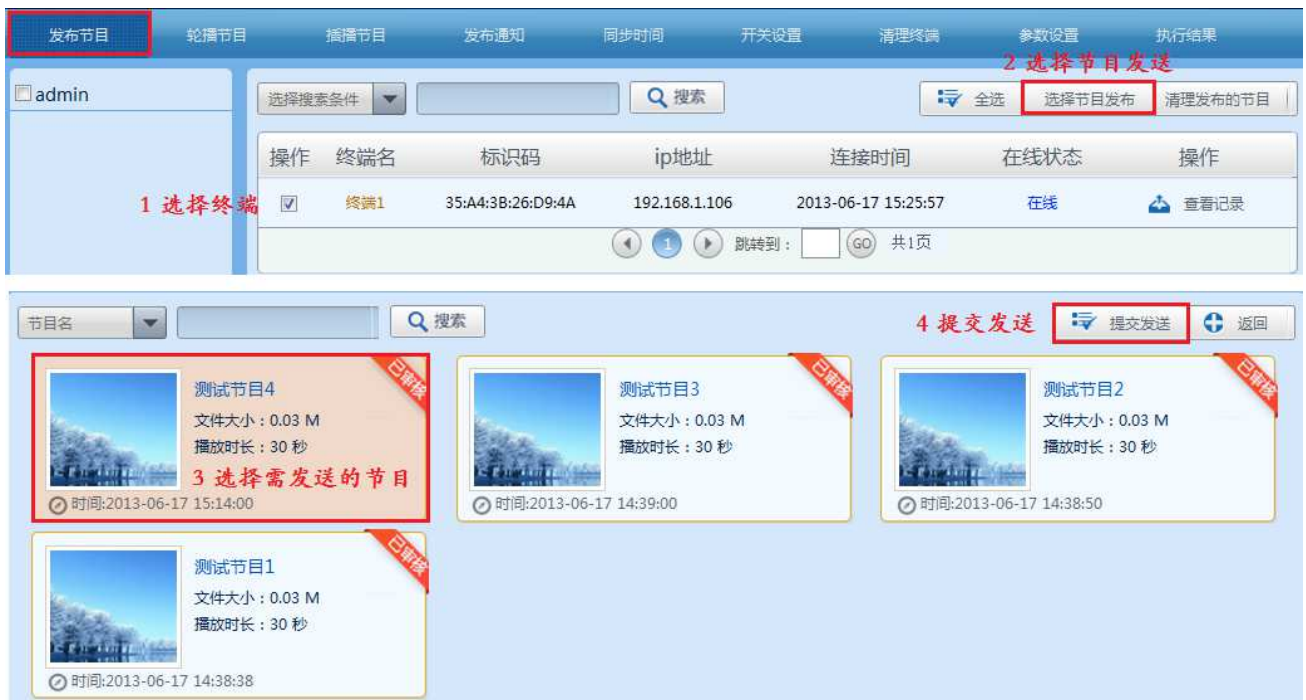 发布节目 轮播节目 插播节目 发布通知 同步时间 开关设置 清理终端 参数设置 执行结果
2 选择节目发送
admin
选择搜索条件 搜索 全选 选择节目发布 清理发布的节目
操作 终端名 标识码 ip地址 连接时间 在线状态 操作
1 选择终端 终端1 35:A4:3B:26:D9:4A 192.168.1.106 2013-06-17 15:25:57 在线 查看记录
1 跳转到: GO 共1页
节目名 搜索 4 提交发送 提交发送 返回
已审核 已审核 已审核
测试节目4 测试节目3 测试节目2
文件大小:0.03 M 文件大小:0.03 M 文件大小:0.03 M
播放时长:30 秒 播放时长:30 秒 播放时长:30 秒
3 选择需发送的节目
时间:2013-06-17 15:14:00 时间:2013-06-17 14:39:00 时间:2013-06-17 14:38:50
已审核
测试节目1
文件大小:0.03 M
播放时长:30 秒
时间:2013-06-17 14:38:38